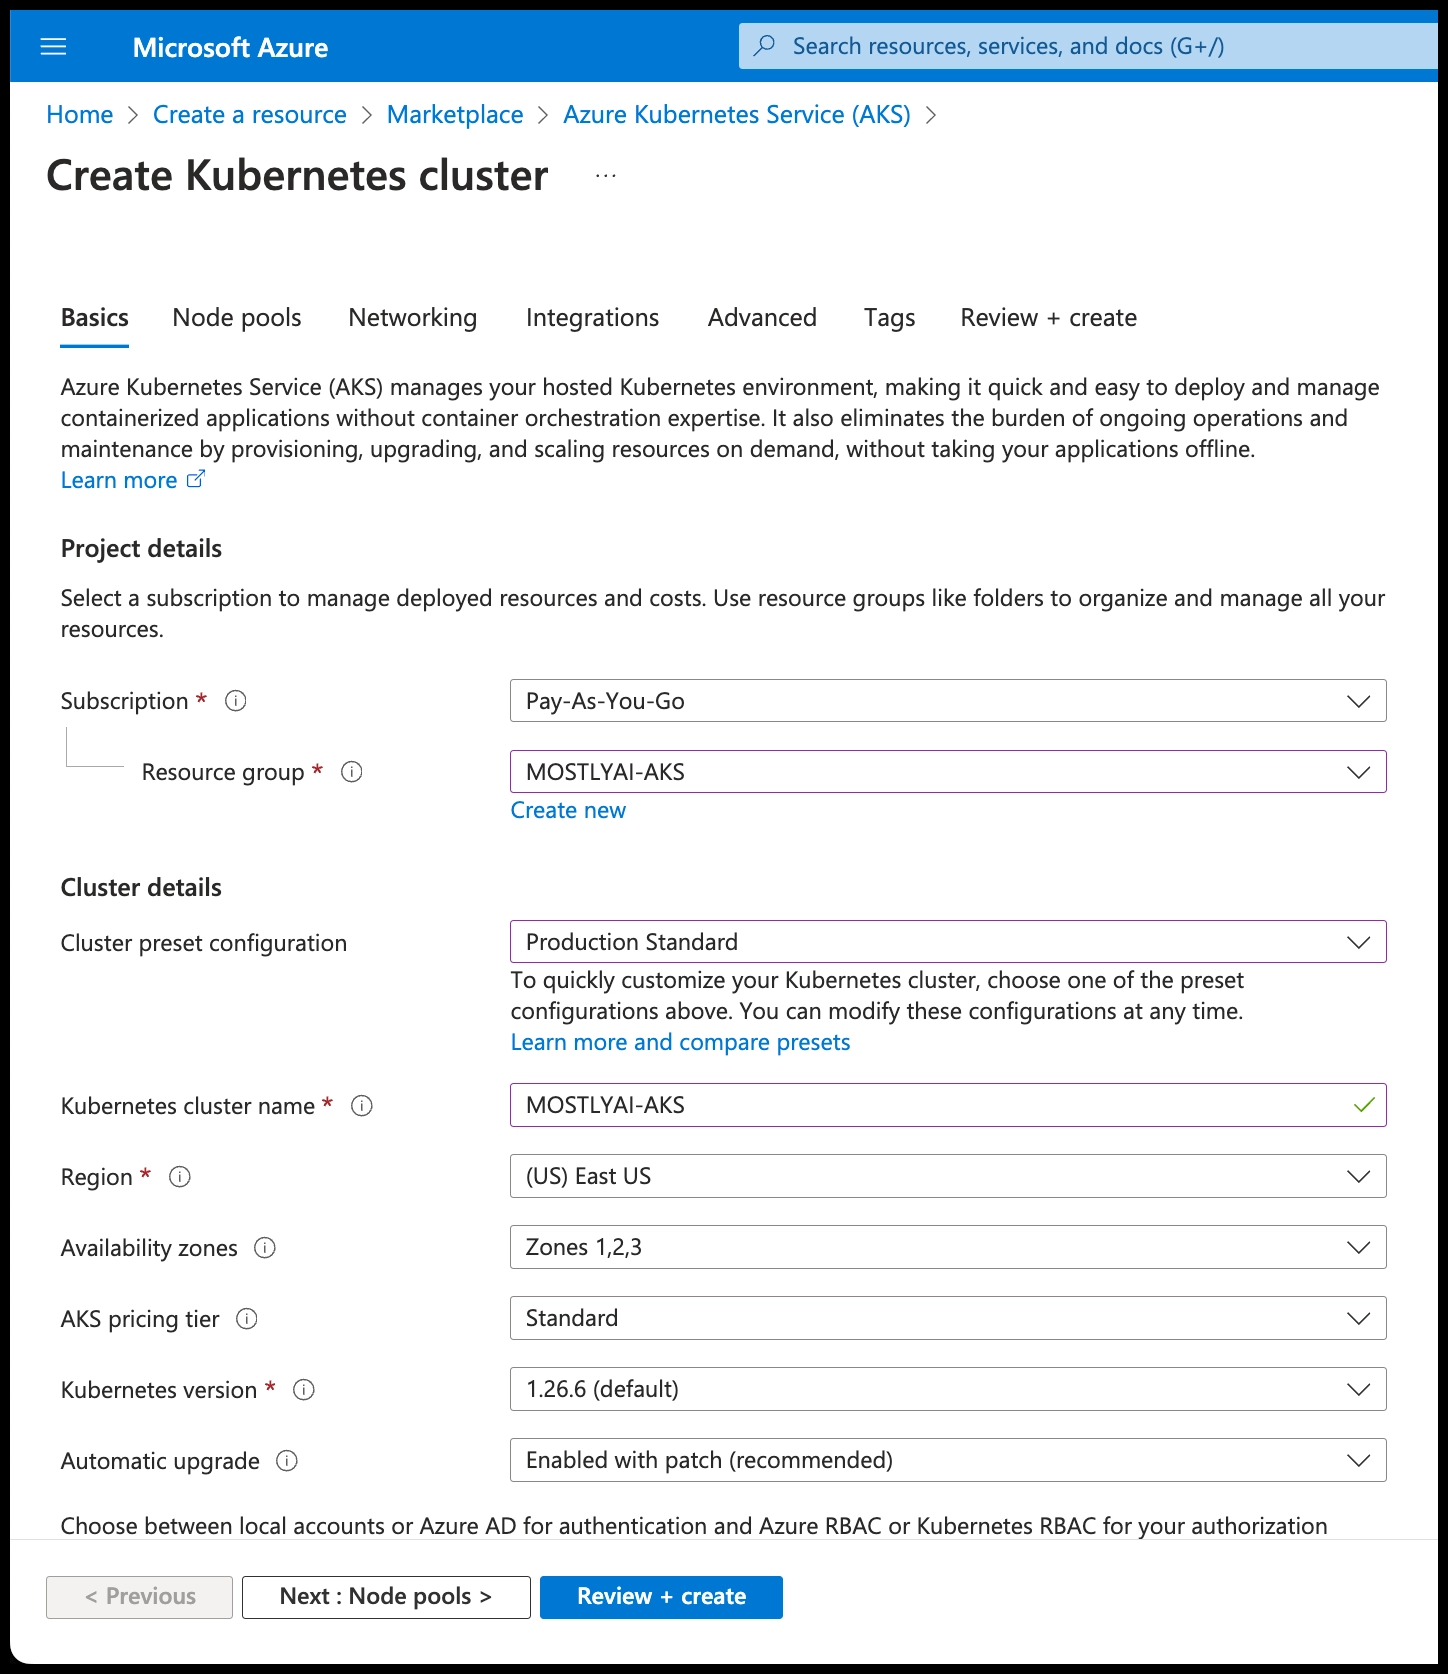 Microsoft Azure
Search resources, services, and docs (G+/)
Home > Create a resource > Marketplace > Azure Kubernetes Service (AKS) >
Create Kubernetes cluster ...
Basics Node pools Networking Integrations Advanced Tags Review + create
Azure Kubernetes Service (AKS) manages your hosted Kubernetes environment, making it quick and easy to deploy and manage
containerized applications without container orchestration expertise. It also eliminates the burden of ongoing operations and
maintenance by provisioning, upgrading, and scaling resources on demand, without taking your applications offline.
Learn more
Project details
Select a subscription to manage deployed resources and costs. Use resource groups like folders to organize and manage all your
resources.
Subscription *
Pay-As-You-Go
Resource group *
MOSTLYAI-AKS
Create new
Cluster details
Cluster preset configuration
Production Standard
To quickly customize your Kubernetes cluster, choose one of the preset
configurations above. You can modify these configurations at any time.
Learn more and compare presets
Kubernetes cluster name *
MOSTLYAI-AKS
Region *
(US) East US
Availability zones
Zones 1,2,3
AKS pricing tier
Standard
Kubernetes version *
1.26.6 (default)
Automatic upgrade
Enabled with patch (recommended)
Choose between local accounts or Azure AD for authentication and Azure RBAC or Kubernetes RBAC for your authorization
< Previous
Next : Node pools >
Review + create